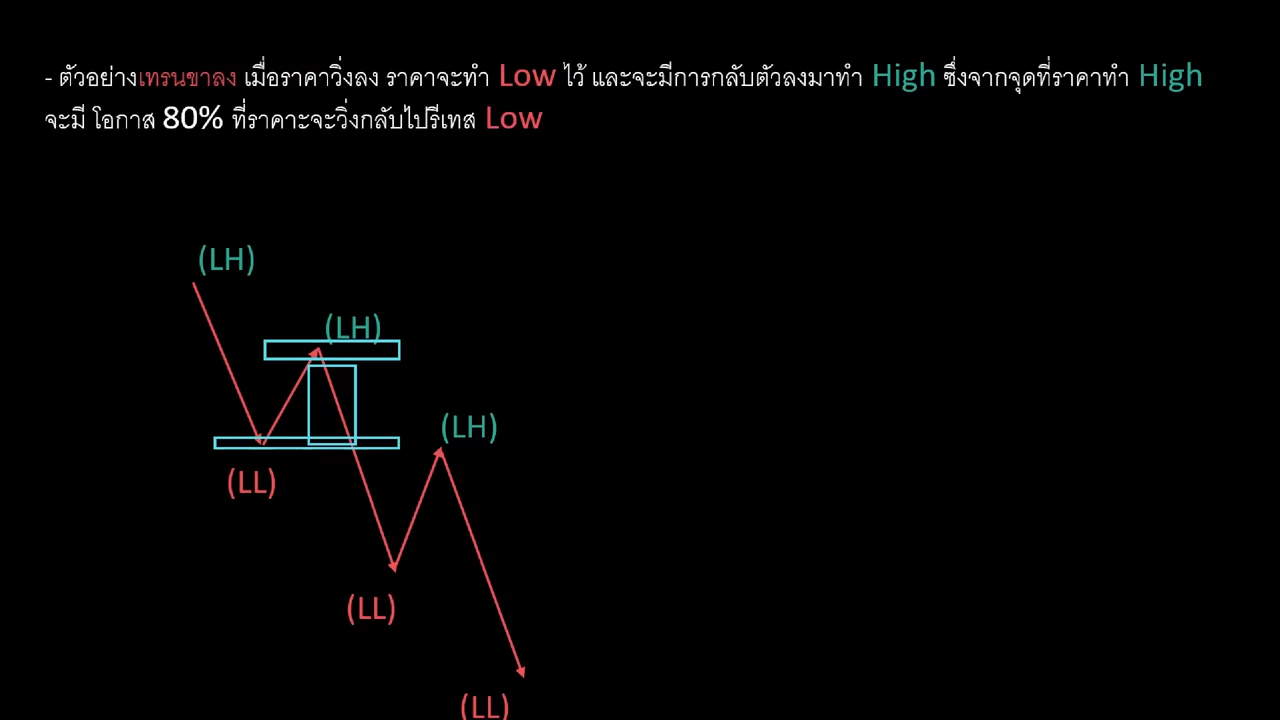 - ตัวอย่างเทรนขาลง เมื่อราคาวิ่งลง ราคาจะทำ Low ไว้ และจะมีการกลับตัวลงมาทำ High ซึ่งจากจุดที่ราคาทำ High
จะมี โอกาส 80% ที่ราคาะจะวิ่งกลับไปรีเทส Low
(LH)
(LH)
(LH)
(LL)
(LL)
(LL)